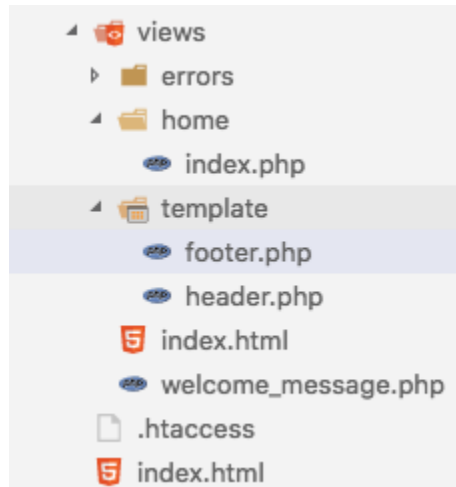 views
errors
home
index.php
template
footer.php
header.php
index.html
welcome_message.php
.htaccess
index.html